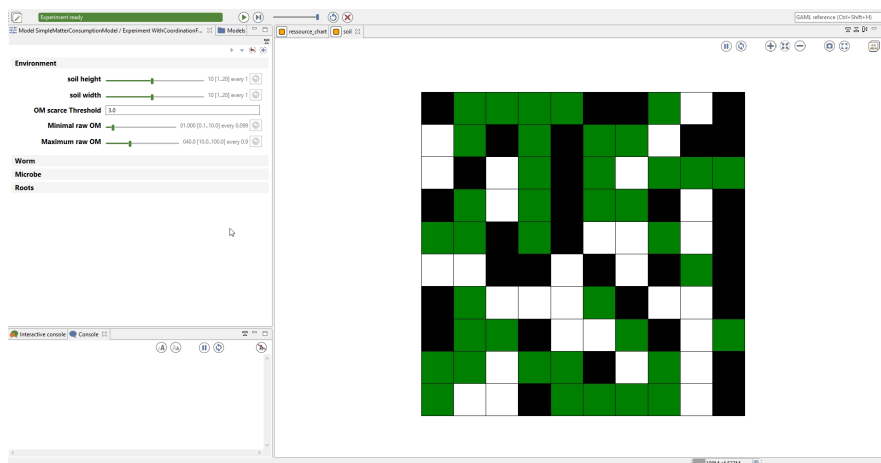 Experiment ready
GAML reference (Ctrl+Shift+H)
Model SimpleMatterConsumptionModel / Experiment WithCoordinationF...
Models
ressource_chart
soil
Environment
soil height 10 [1..20] every 1
soil width 10 [1..20] every 1
OM scarce Threshold 3.0
Minimal raw OM 01.000 [0.1..10.0] every 0.099
Maximum raw OM 040.0 [10.0..100.0] every 0.9
Worm
Microbe
Roots
Interactive console
Console